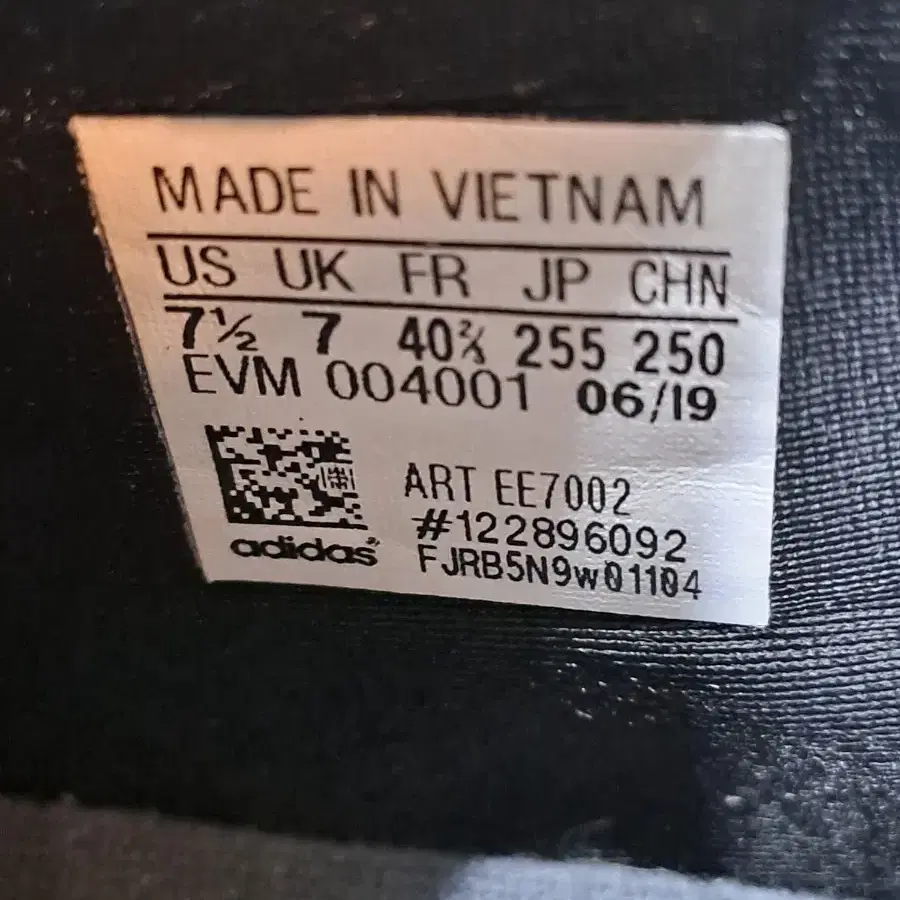 MADE IN VIETNAM
US UK FR JP CHN
7½ 7 40⅔ 255 250
EVM 004001 06/19
ART EE7002
#122896092
adidas
FJRB5N9w01104